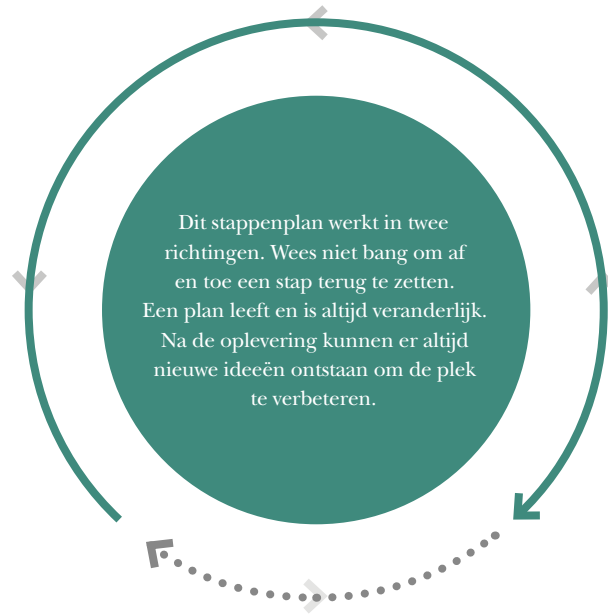 Dit stappenplan werkt in twee
richtingen. Wees niet bang om af
en toe een stap terug te zetten.
Een plan leeft en is altijd veranderlijk.
Na de oplevering kunnen er altijd
nieuwe ideeën ontstaan om de plek
te verbeteren.